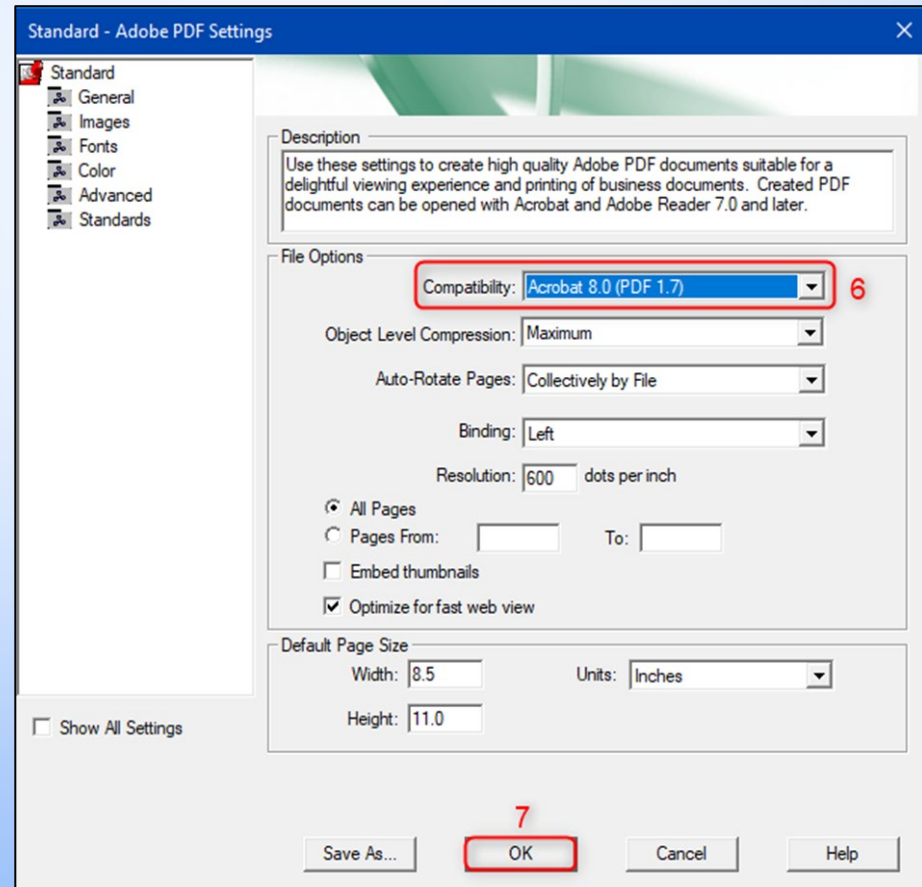 Standard - Adobe PDF Settings
Standard
General
Images
Fonts
Color
Advanced
Standards
Show All Settings
Description
Use these settings to create high quality Adobe PDF documents suitable for a
delightful viewing experience and printing of business documents. Created PDF
documents can be opened with Acrobat and Adobe Reader 7.0 and later.
File Options
Compatibility: Acrobat 8.0 (PDF 1.7) 6
Object Level Compression: Maximum
Auto-Rotate Pages: Collectively by File
Binding: Left
Resolution: 600 dots per inch
All Pages
Pages From: To:
Embed thumbnails
Optimize for fast web view
Default Page Size
Width: 8.5 Units: Inches
Height: 11.0
7
Save As... OK Cancel Help